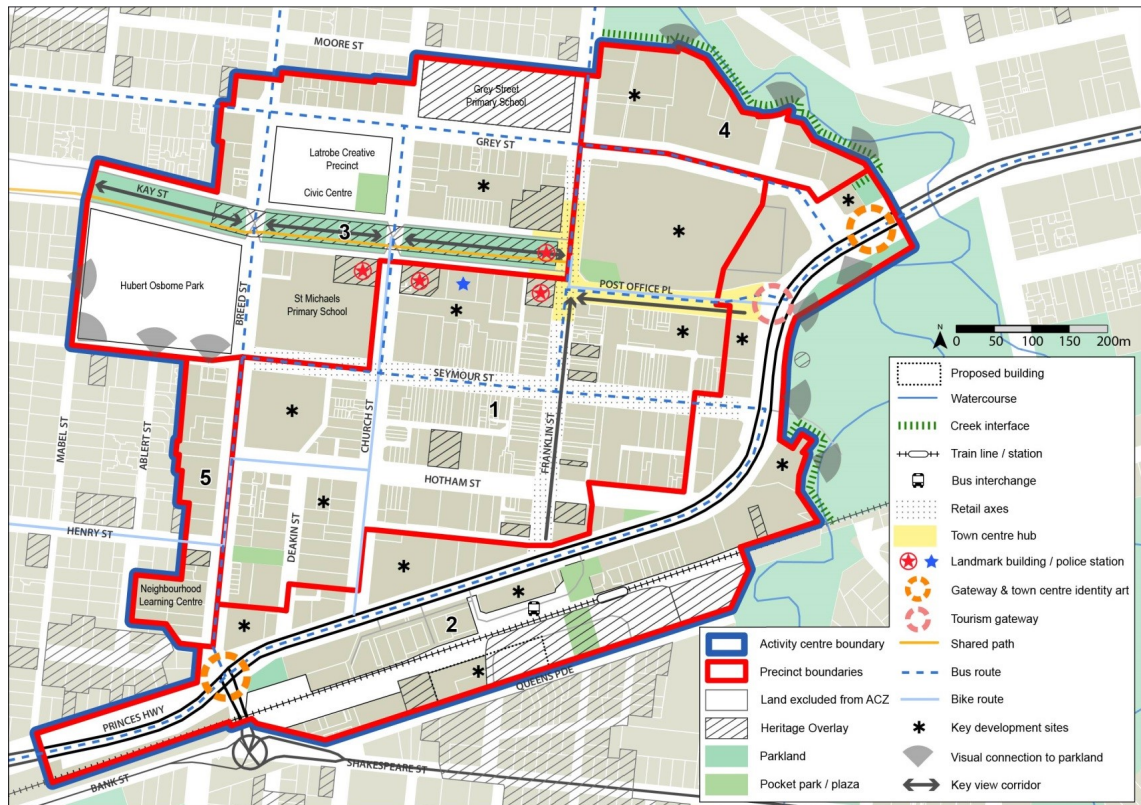 MOORE ST
Grey Street
Primary School
GREY ST
4
Latrobe Creative
Precinct
Civic Centre
KAY ST
3
Hubert Osborne Park
BREED ST
St Michaels
Primary School
POST OFFICE PL
N
0 50 100 150 200m
SEYMOUR ST
1
CHURCH ST
FRANKLIN ST
MABEL ST
ABLERT ST
5
HOTHAM ST
HENRY ST
DEAKIN ST
Neighbourhood
Learning Centre
2
QUEENS PDE
PRINCES HWY
BANK ST
SHAKESPEARE ST
Proposed building
Watercourse
Creek interface
Train line / station
Bus interchange
Retail axes
Town centre hub
Landmark building / police station
Gateway & town centre identity art
Tourism gateway
Shared path
Bus route
Bike route
Key development sites
Visual connection to parkland
Key view corridor
Activity centre boundary
Precinct boundaries
Land excluded from ACZ
Heritage Overlay
Parkland
Pocket park / plaza